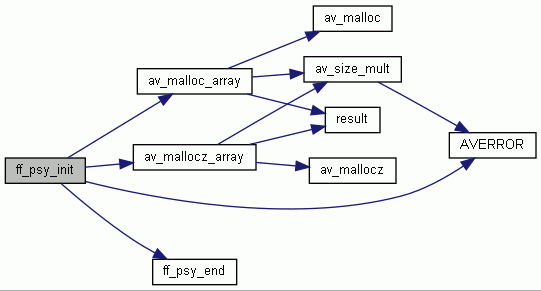 av_malloc
av_malloc_array
av_size_mult
result
AVERROR
av_mallocz_array
ff_psy_init
av_mallocz
ff_psy_end